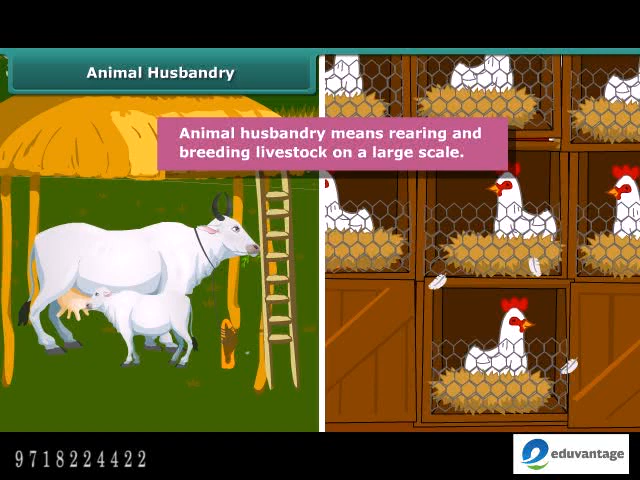 Animal Husbandry
Animal husbandry means rearing and
breeding livestock on a large scale.
9718224422
eduvantage